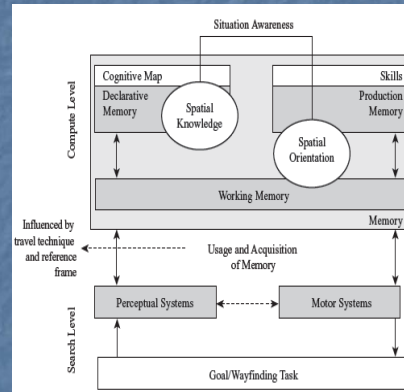 Situation Awareness
Compute Level
Cognitive Map
Declarative
Memory
Spatial
Knowledge
Skills
Production
Memory
Spatial
Orientation
Working Memory
Memory
Influenced by
travel technique
and reference
frame
Usage and Acquisition
of Memory
Search Level
Perceptual Systems
Motor Systems
Goal/Wayfinding Task